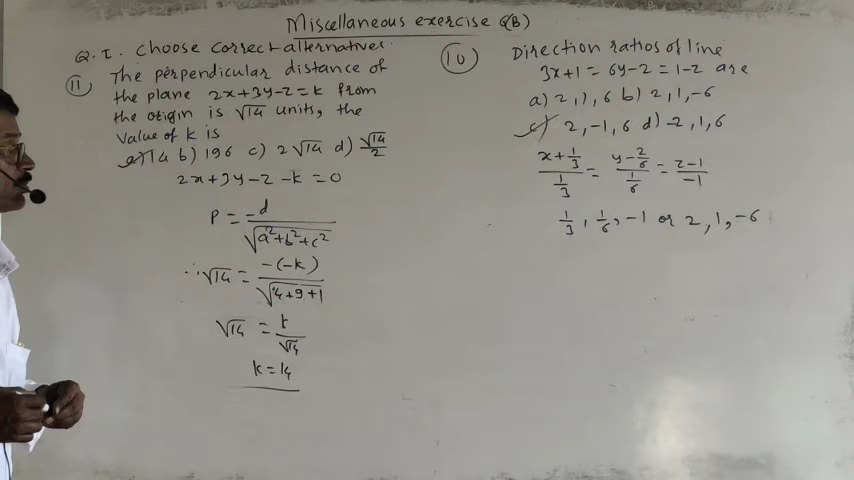 Miscellaneous exercise 6(B)
Q.I. Choose correct alternatives.
11 The perpendicular distance of
the plane 2x+3y-z=k from
the origin is √14 units, the
value of k is
a) 14 b) 196 c) 2√14 d) √14/2
2x+3y-z-k=0
P = -d/√(a²+b²+c²)
∴ √14 = -(-k)/√(4+9+1)
√14 = k/√14
k=14
10 Direction ratios of line
3x+1=6y-2=1-z are
a) 2,1,6 b) 2,1,-6
c) 2,-1,6 d) -2,1,6
(x+1/3)/(1/3) = (y-2/6)/(1/6) = (z-1)/-1
1/3, 1/6, -1 or 2,1,-6